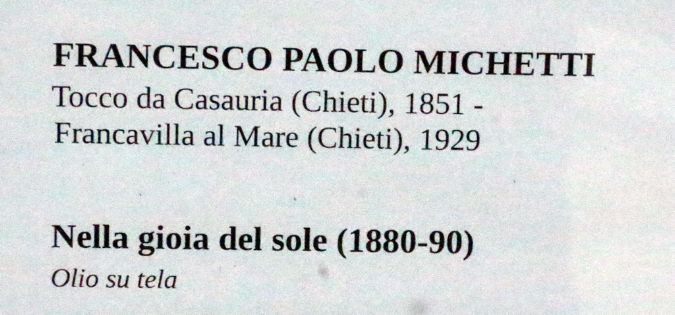 FRANCESCO PAOLO MICHETTI
Tocco da Casauria (Chieti), 1851 -
Francavilla al Mare (Chieti), 1929
Nella gioia del sole (1880-90)
Olio su tela